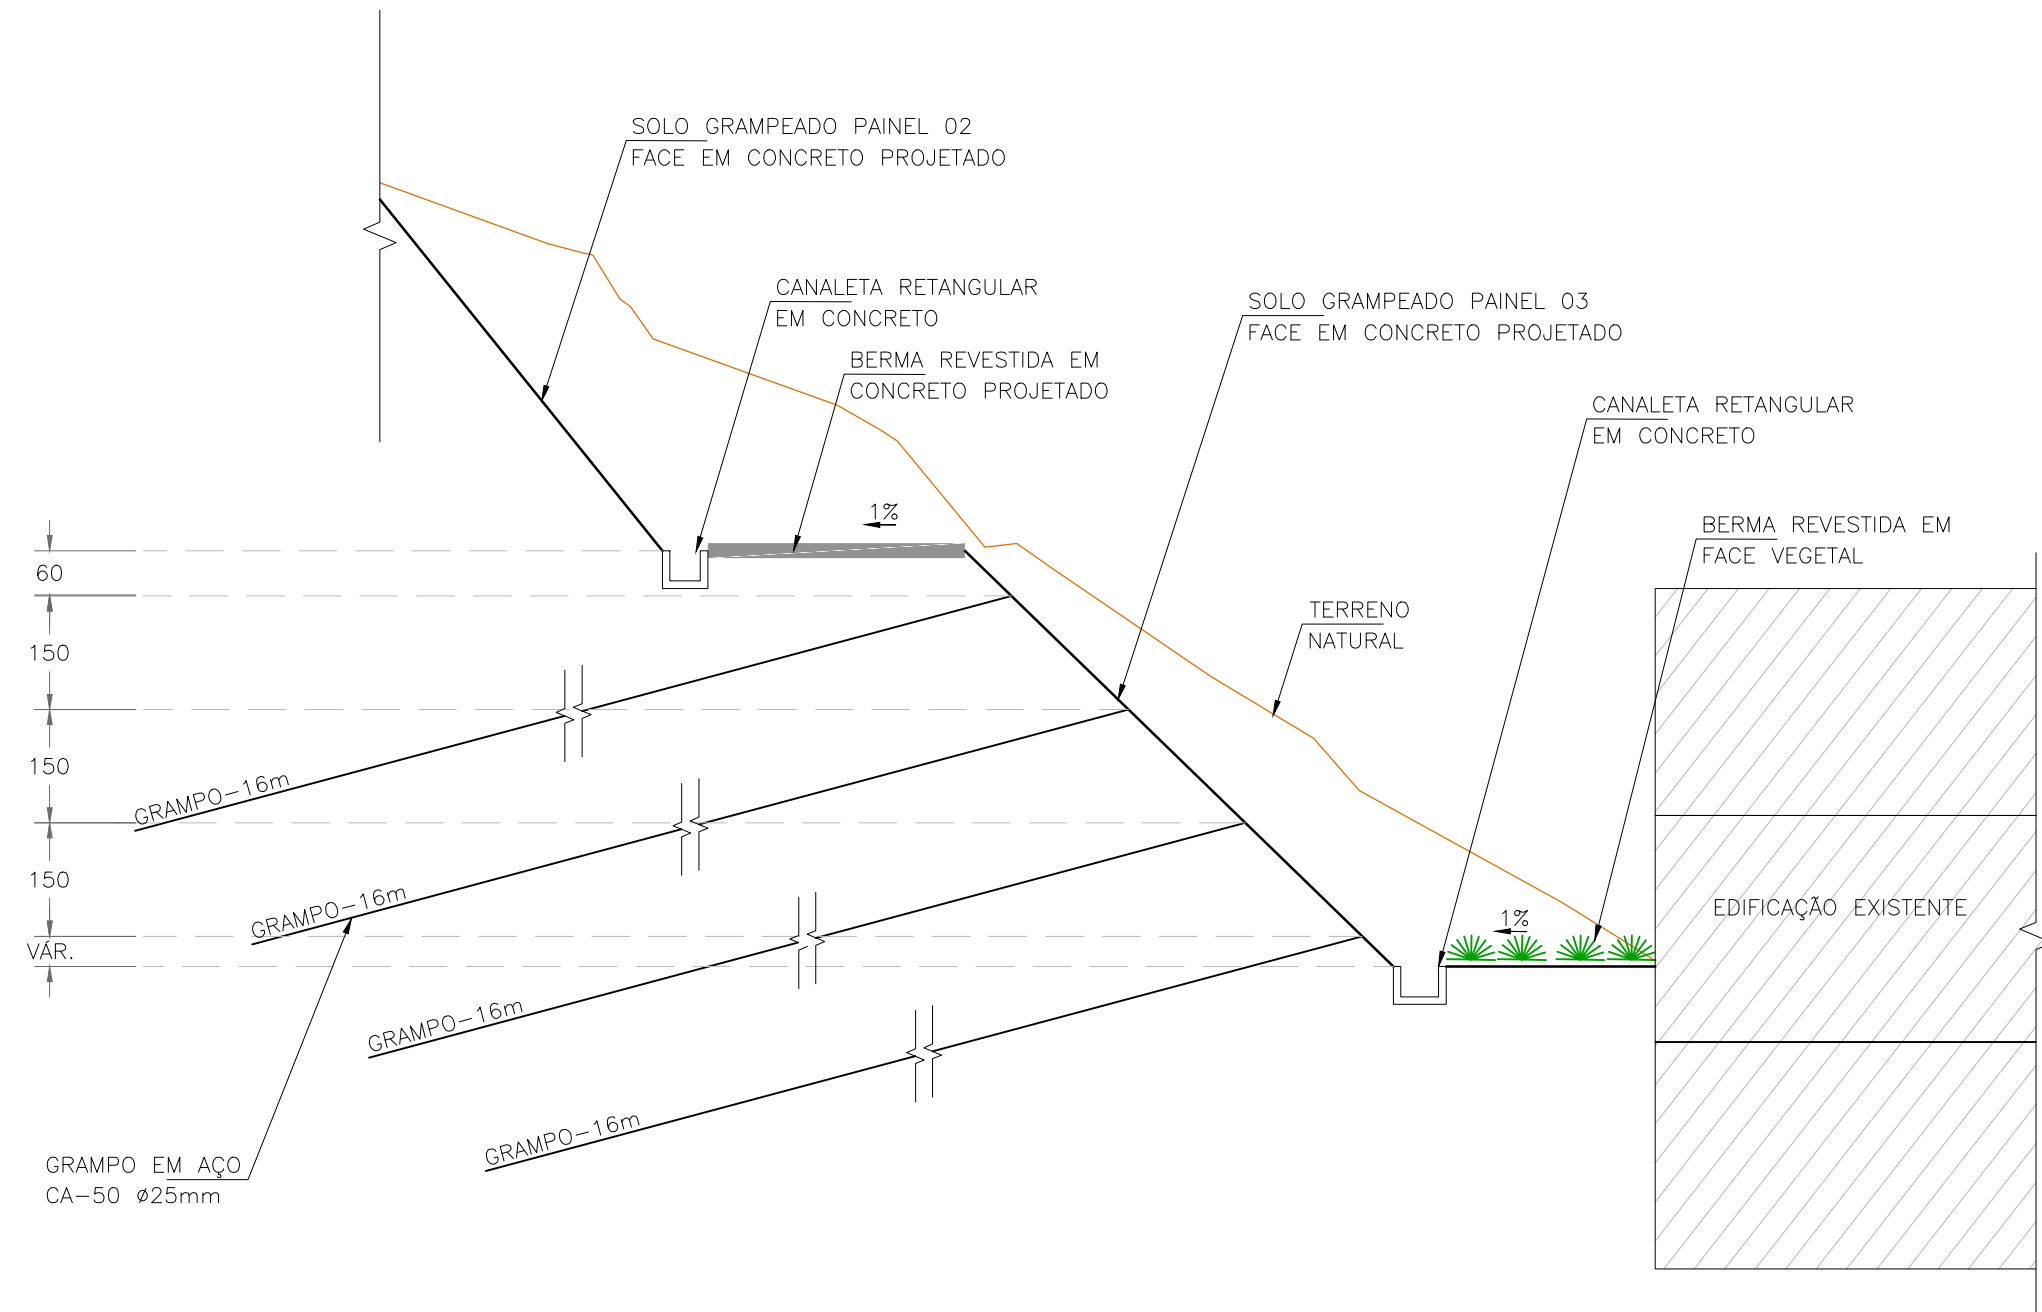 SOLO GRAMPEADO PAINEL 02
FACE EM CONCRETO PROJETADO
CANALETA RETANGULAR
EM CONCRETO
SOLO GRAMPEADO PAINEL 03
FACE EM CONCRETO PROJETADO
BERMA REVESTIDA EM
CONCRETO PROJETADO
CANALETA RETANGULAR
EM CONCRETO
1%
BERMA REVESTIDA EM
FACE VEGETAL
60
TERRENO
NATURAL
150
150
GRAMPO-16m
150
GRAMPO-16m
EDIFICAÇÃO EXISTENTE
1%
VÁR.
GRAMPO-16m
GRAMPO-16m
GRAMPO EM AÇO
CA-50 Ø25mm